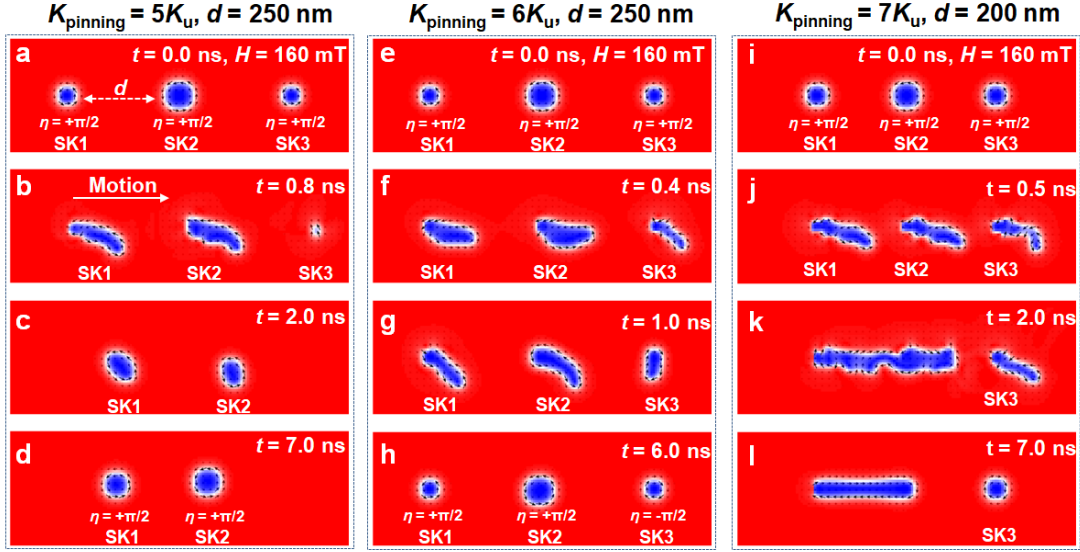 K_pinning = 5K_u, d = 250 nm
a
t = 0.0 ns, H = 160 mT
d
η = +π/2 η = +π/2 η = +π/2
SK1 SK2 SK3
b
Motion
t = 0.8 ns
SK1 SK2 SK3
c
t = 2.0 ns
SK1 SK2
d
t = 7.0 ns
η = +π/2 η = +π/2
SK1 SK2
K_pinning = 6K_u, d = 250 nm
e
t = 0.0 ns, H = 160 mT
η = +π/2 η = +π/2 η = +π/2
SK1 SK2 SK3
f
t = 0.4 ns
SK1 SK2 SK3
g
t = 1.0 ns
SK1 SK2 SK3
h
t = 6.0 ns
η = +π/2 η = +π/2 η = -π/2
SK1 SK2 SK3
K_pinning = 7K_u, d = 200 nm
i
t = 0.0 ns, H = 160 mT
η = +π/2 η = +π/2 η = +π/2
SK1 SK2 SK3
j
t = 0.5 ns
SK1 SK2 SK3
k
t = 2.0 ns
SK3
l
t = 7.0 ns
SK3